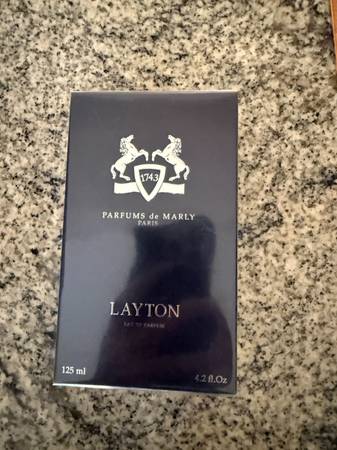 1743
PARFUMS de MARLY
PARIS
LAYTON
EAU DE PARFUM
125 ml 4.2 fl.Oz